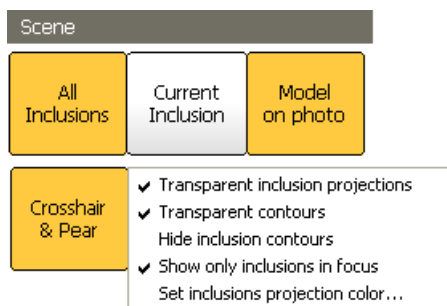 Scene
All
Inclusions
Current
Inclusion
Model
on photo
Crosshair
& Pear
Transparent inclusion projections
Transparent contours
Hide inclusion contours
Show only inclusions in focus
Set inclusions projection color...